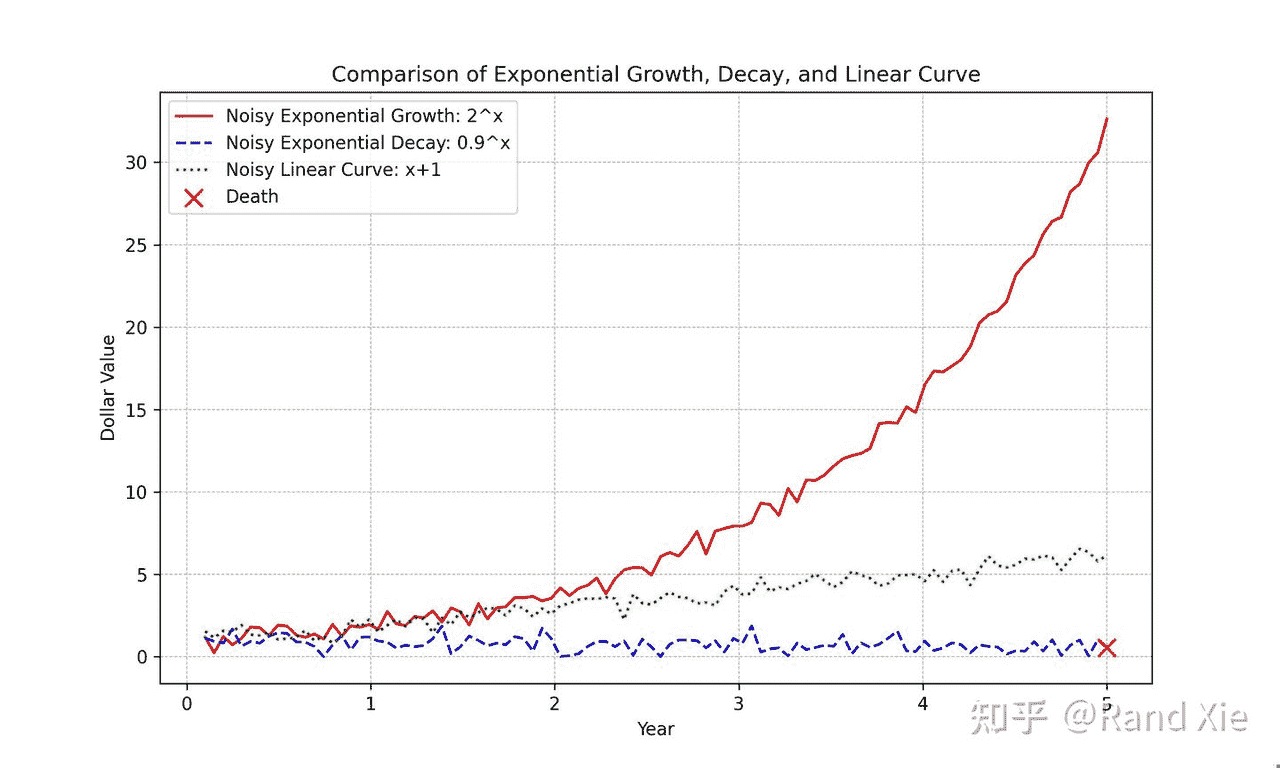 Comparison of Exponential Growth, Decay, and Linear Curve
Noisy Exponential Growth: 2^x
Noisy Exponential Decay: 0.9^x
Noisy Linear Curve: x+1
Death
30
25
20
15
10
5
0
Dollar Value
0 1 2 3 4 5
Year
知乎 @Rand Xie